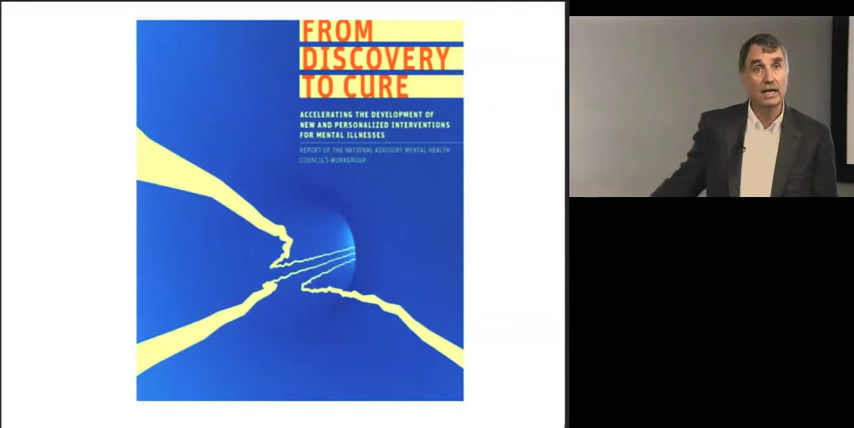 FROM
DISCOVERY
TO CURE
ACCELERATING THE DEVELOPMENT OF
NEW AND PERSONALIZED INTERVENTIONS
FOR MENTAL ILLNESSES
REPORT OF THE NATIONAL ADVISORY MENTAL HEALTH
COUNCIL'S WORKGROUP